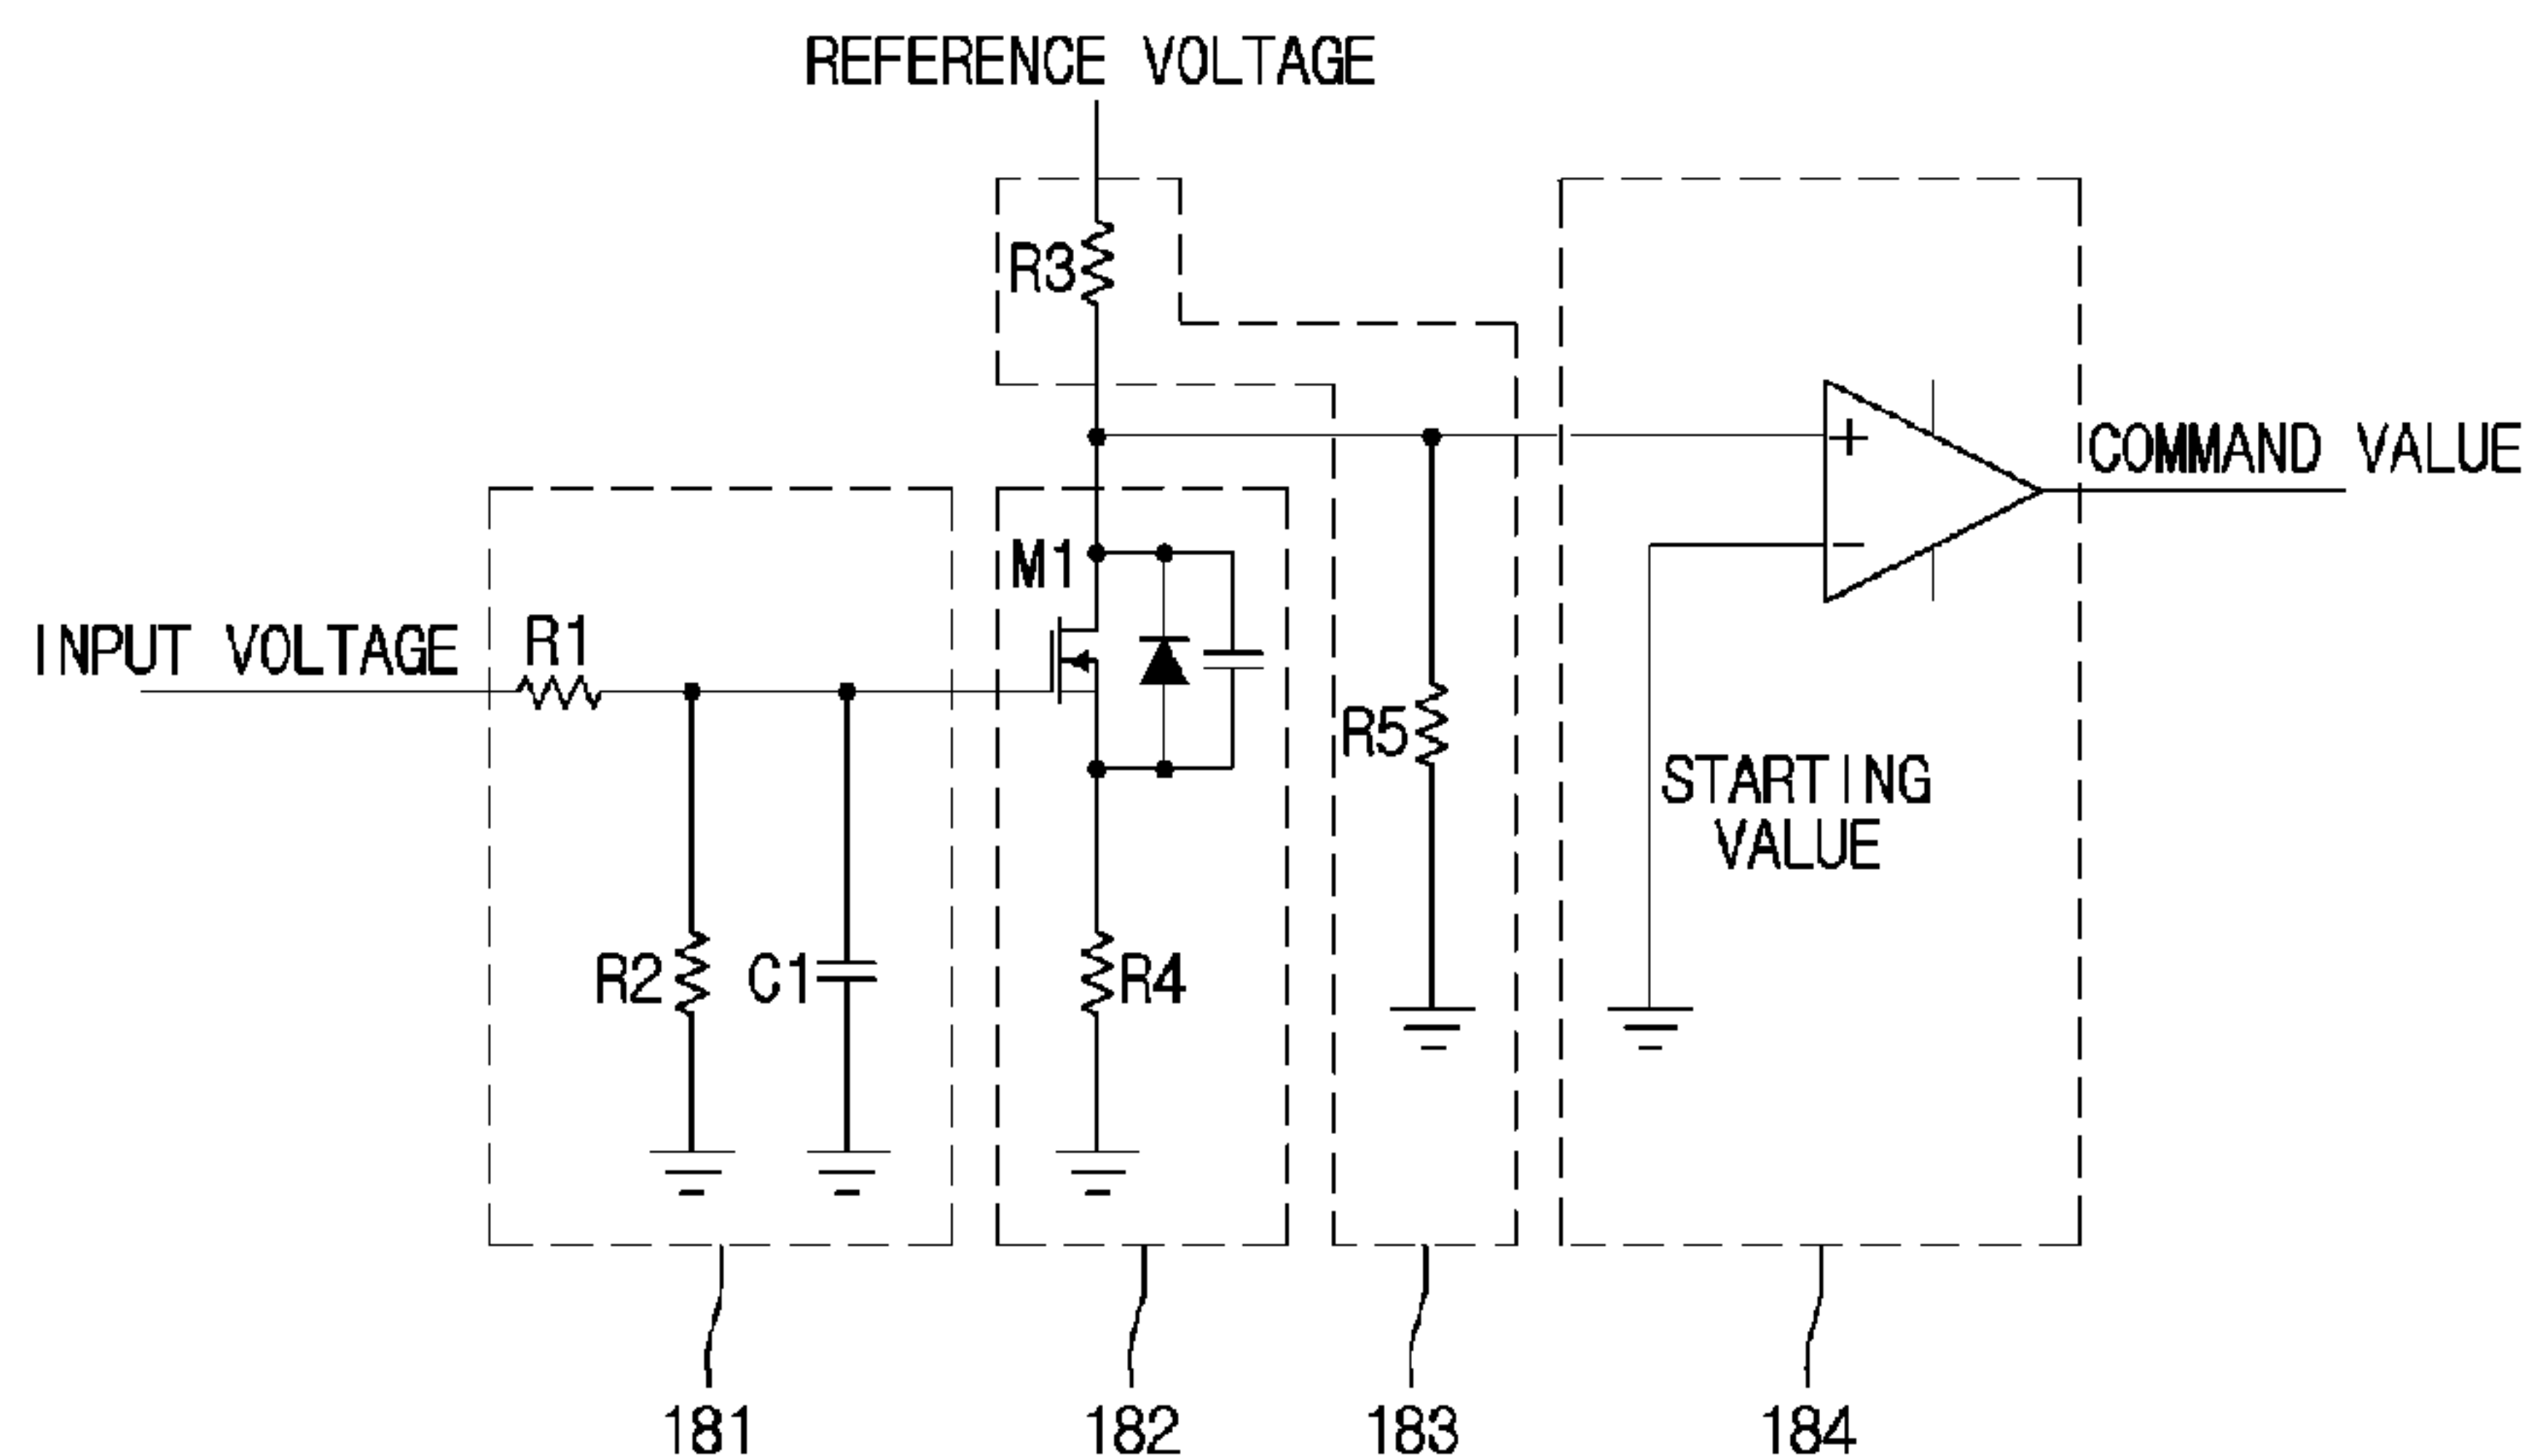 REFERENCE VOLTAGE
R3
+
COMMAND VALUE
M1
−
INPUT VOLTAGE
R1
R5
STARTING
VALUE
R2
C1
R4
181
182
183
184